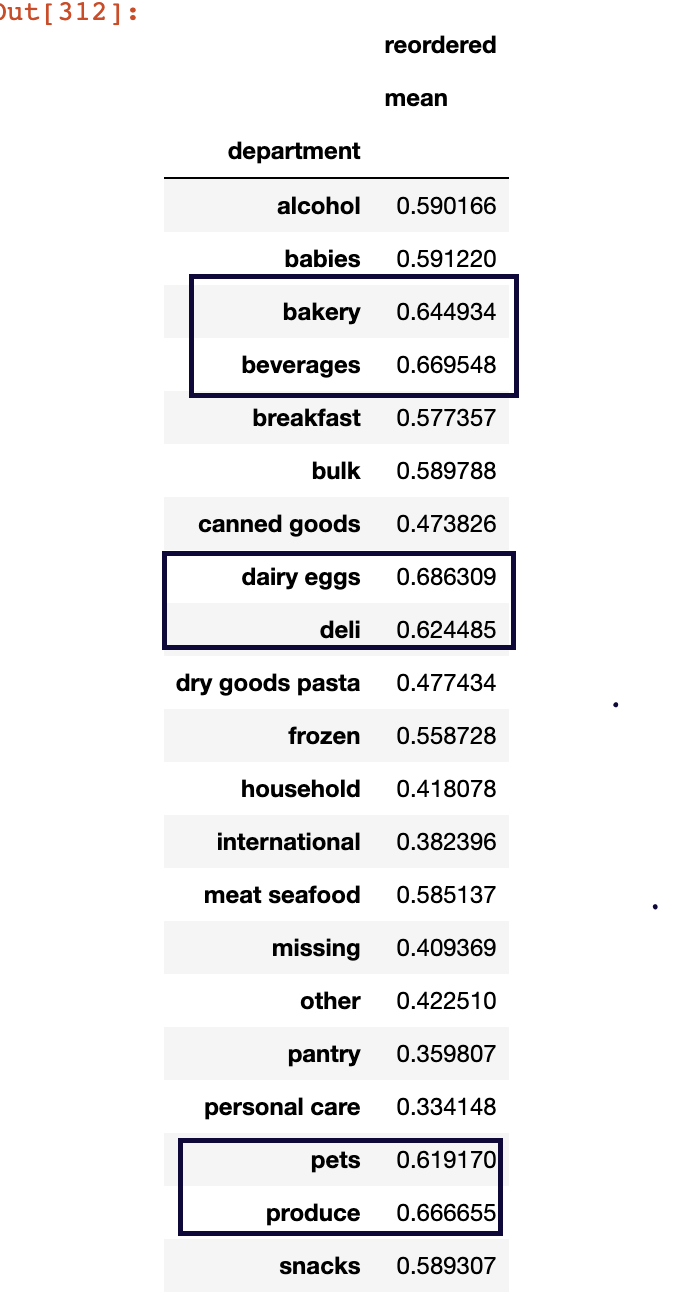 Out[312]:
reordered
mean
department
alcohol 0.590166
babies 0.591220
bakery 0.644934
beverages 0.669548
breakfast 0.577357
bulk 0.589788
canned goods 0.473826
dairy eggs 0.686309
deli 0.624485
dry goods pasta 0.477434
frozen 0.558728
household 0.418078
international 0.382396
meat seafood 0.585137
missing 0.409369
other 0.422510
pantry 0.359807
personal care 0.334148
pets 0.619170
produce 0.666655
snacks 0.589307